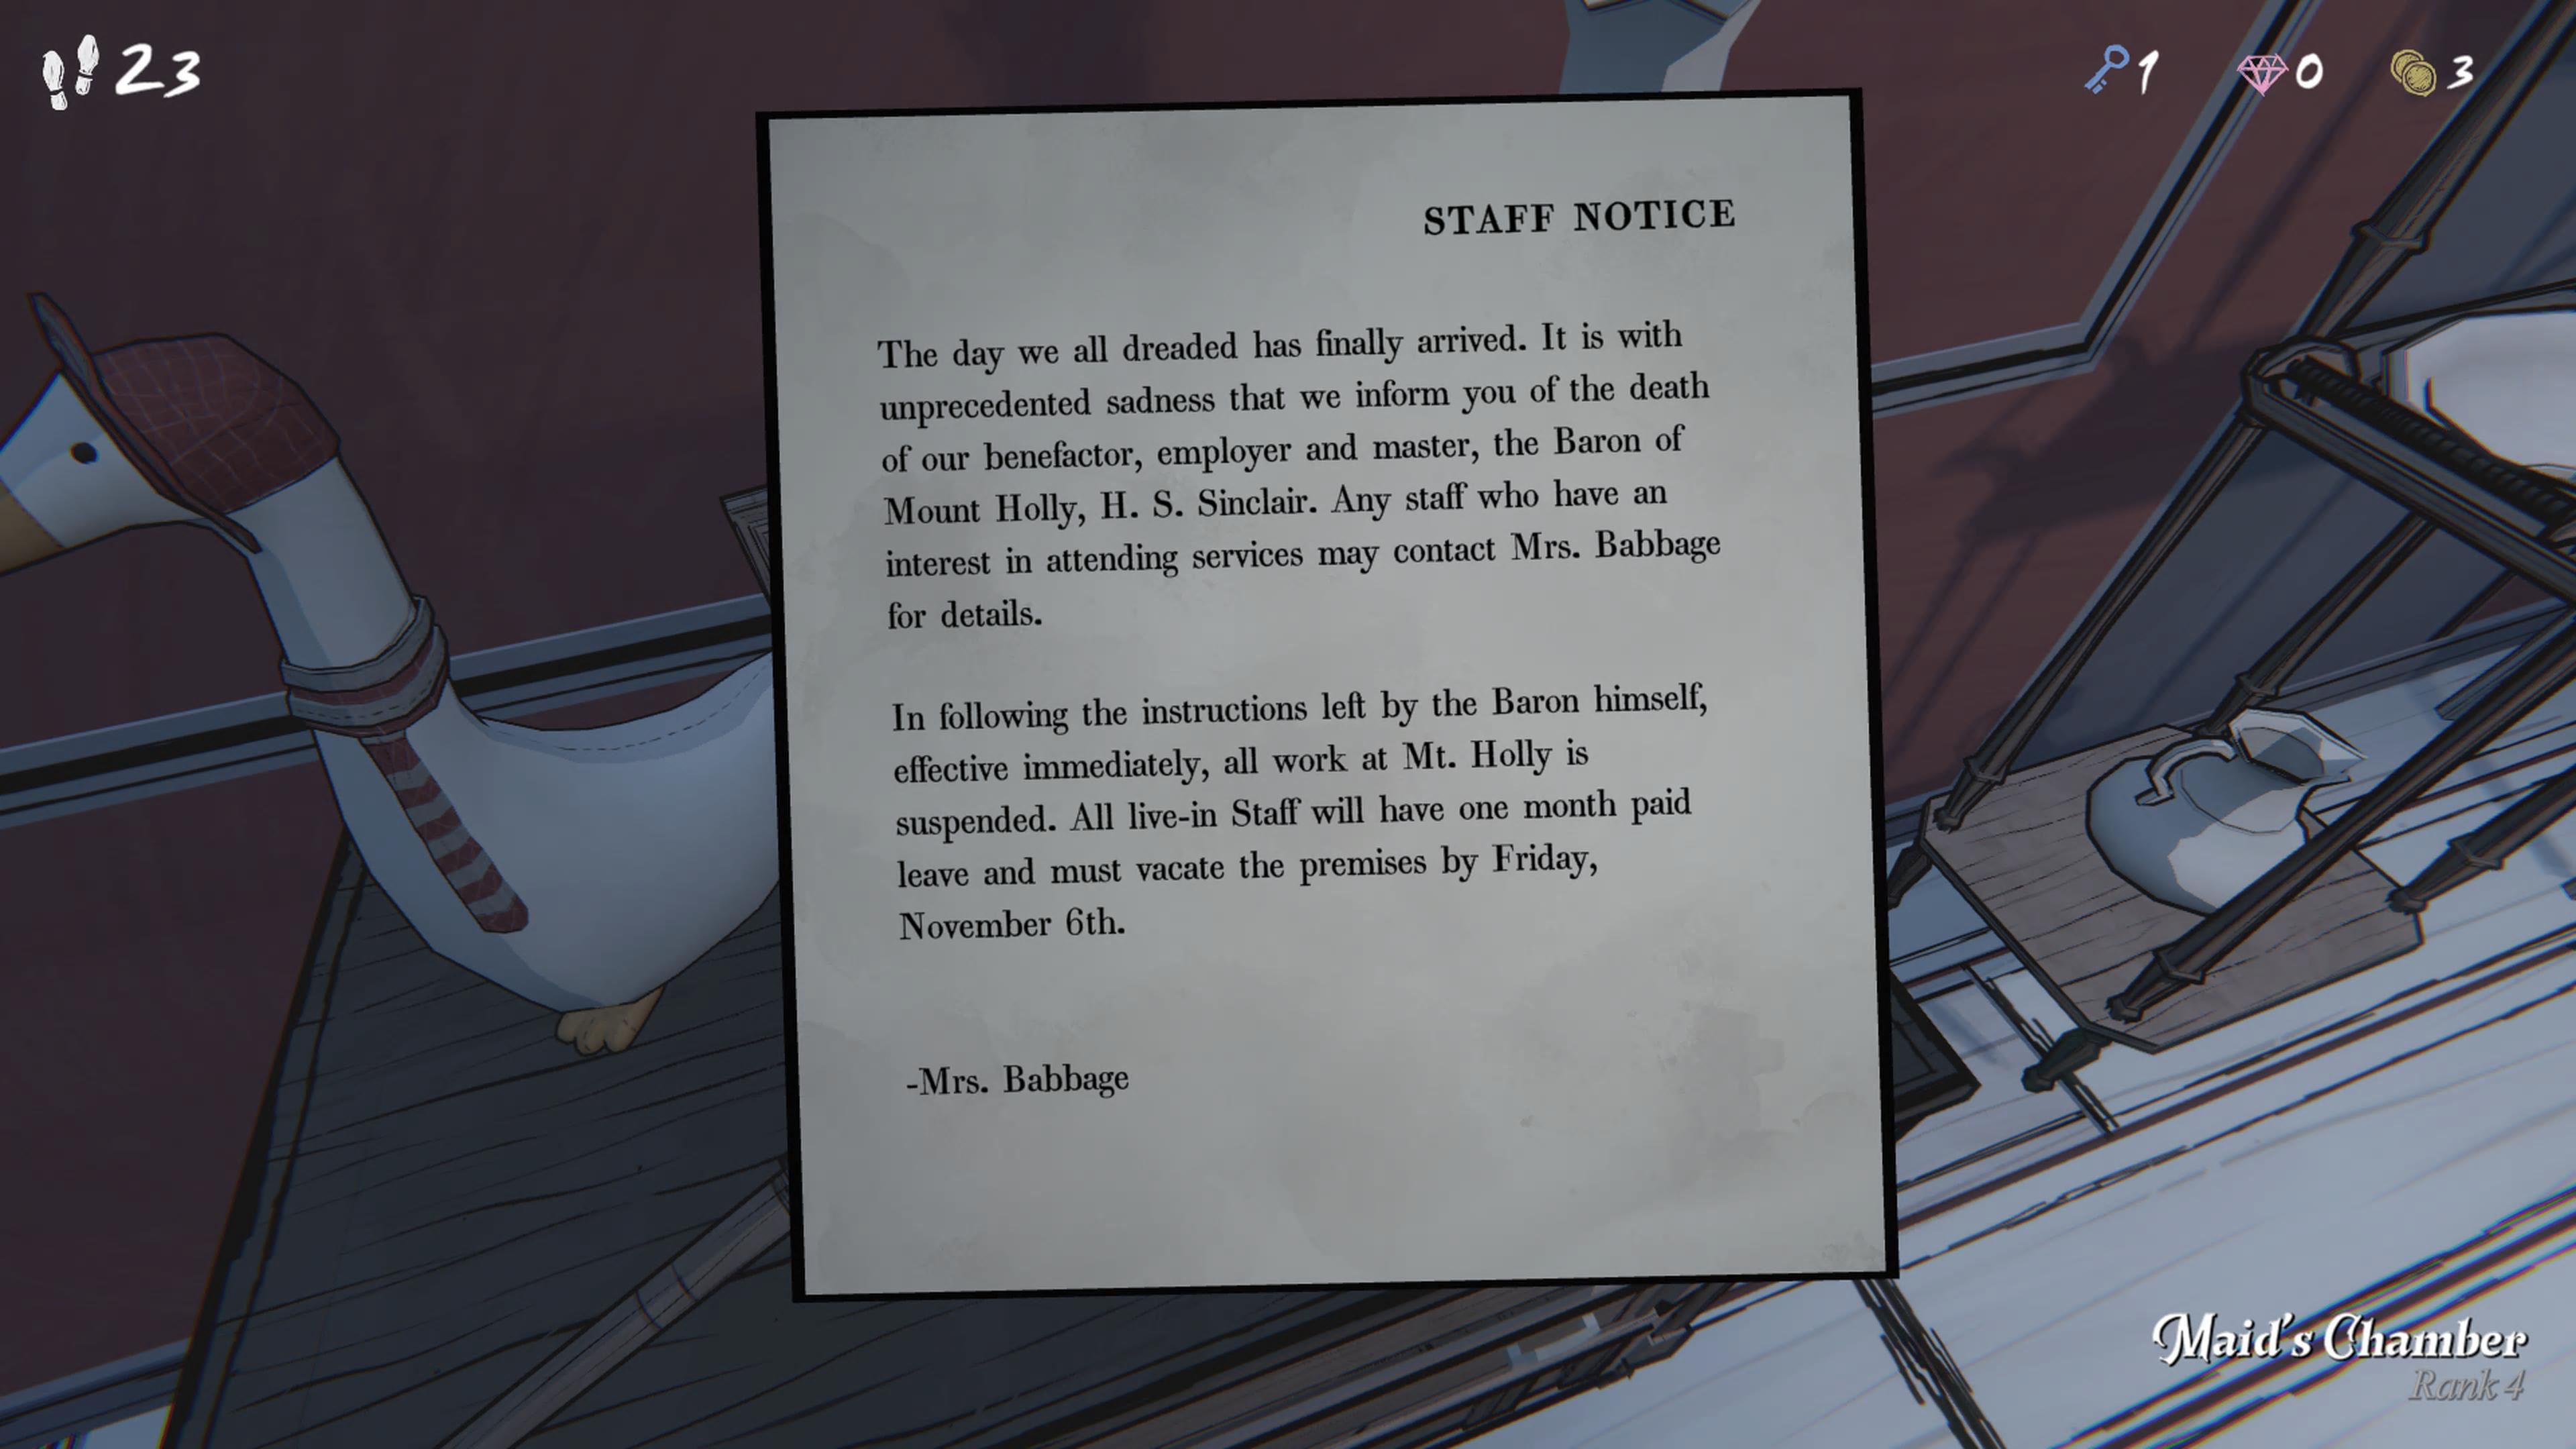 23
1
0
3
STAFF NOTICE
The day we all dreaded has finally arrived. It is with
unprecedented sadness that we inform you of the death
of our benefactor, employer and master, the Baron of
Mount Holly, H. S. Sinclair. Any staff who have an
interest in attending services may contact Mrs. Babbage
for details.
In following the instructions left by the Baron himself,
effective immediately, all work at Mt. Holly is
suspended. All live-in Staff will have one month paid
leave and must vacate the premises by Friday,
November 6th.
-Mrs. Babbage
Maid's Chamber
Rank 4